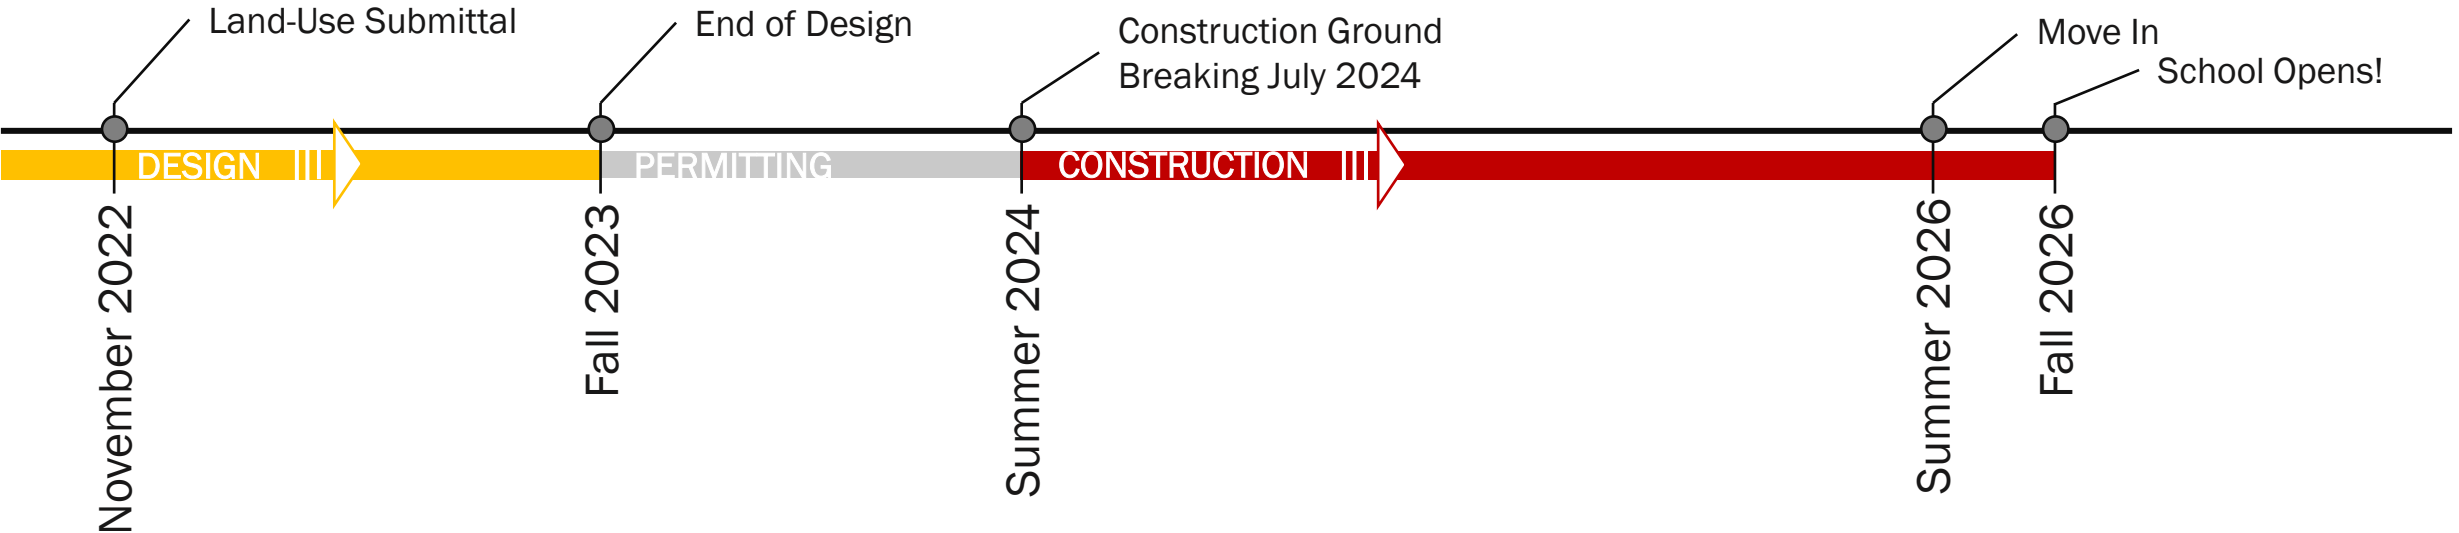 Land-Use Submittal
End of Design
Construction Ground
Breaking July 2024
Move In
School Opens!
DESIGN
PERMITTING
CONSTRUCTION
November 2022
Fall 2023
Summer 2024
Summer 2026
Fall 2026